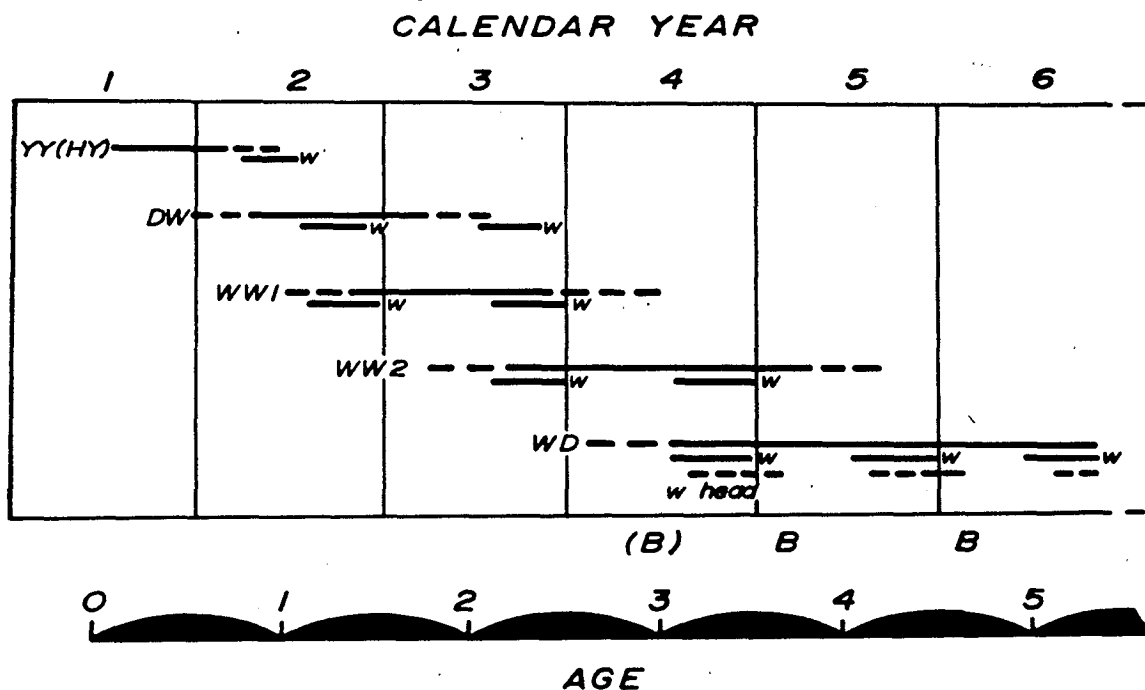 CALENDAR YEAR
1 2 3 4 5 6
YY(HY) w
DW w w
WW1 w w
WW2 w w
WD w w w
w head
(B) B B
0 1 2 3 4 5
AGE